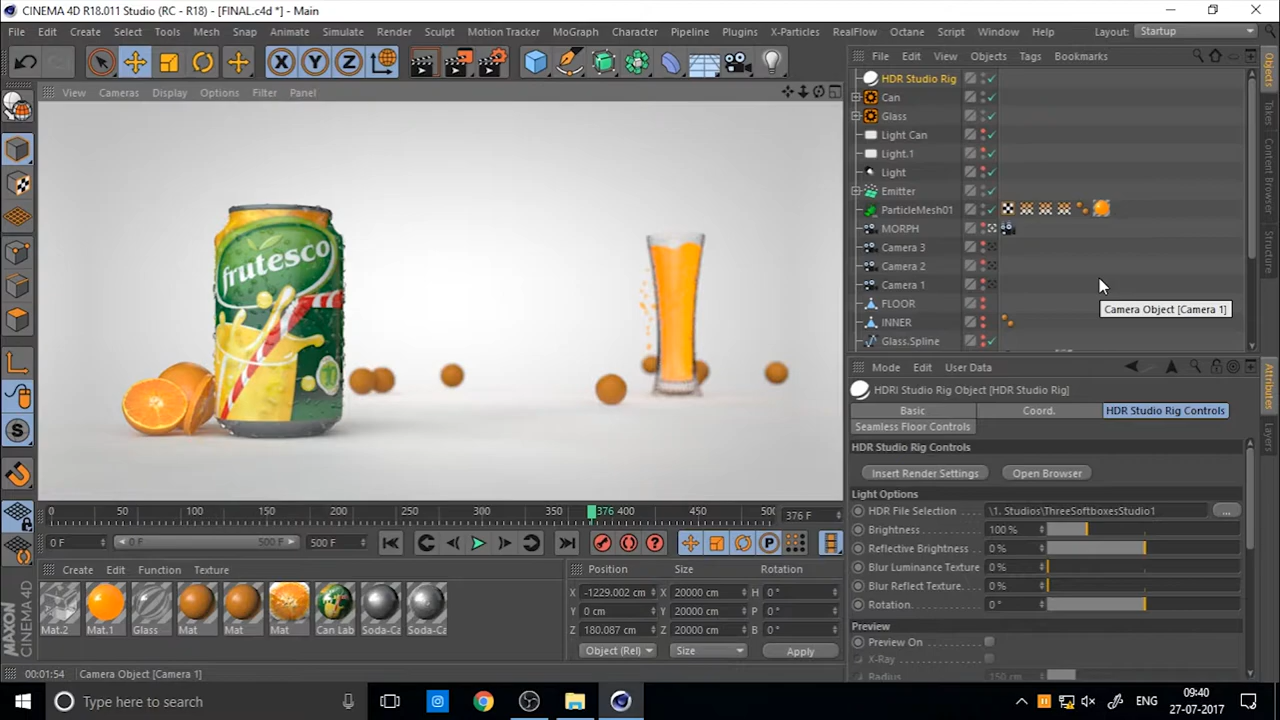 CINEMA 4D R18.011 Studio (RC - R18) - [FINAL.c4d *] - Main
File Edit Create Select Tools Mesh Snap Animate Simulate Render Sculpt Motion Tracker MoGraph Character Pipeline Plugins X-Particles RealFlow Octane Script Window Help Layout: Startup
X Y Z
File Edit View Objects Tags Bookmarks
View Cameras Display Options Filter Panel
HDR Studio Rig
Can
Glass
Light Can
Light.1
Light
Emitter
ParticleMesh01
MORPH
Camera 3
Camera 2
Camera 1
FLOOR
INNER
Glass.Spline
Camera Object [Camera 1]
Objects
Takes
Content Browser
Structure
frutesco
Mode Edit User Data
HDRI Studio Rig Object [HDR Studio Rig]
Basic Coord. HDR Studio Rig Controls
Seamless Floor Controls
HDR Studio Rig Controls
Insert Render Settings Open Browser
Light Options
HDR File Selection \1. Studios\ThreeSoftboxesStudio1 ...
Brightness 100 %
Reflective Brightness 0 %
Blur Luminance Texture 0 %
Blur Reflect Texture. 0 %
Rotation. 0 °
Preview
Preview On
X-Ray
Radius 150 cm
Attributes
Layers
0 50 100 150 200 250 300 350 376 400 450 500 376 F
0 F 0 F 500 F 500 F
Create Edit Function Texture
Mat.2 Mat.1 Glass Mat Mat Mat Can Lab Soda-Ca Soda-Ca
Position Size Rotation
X -1229.002 cm X 20000 cm H 0 °
Y 0 cm Y 20000 cm P 0 °
Z 180.087 cm Z 20000 cm B 0 °
Object (Rel) Size Apply
MAXON CINEMA 4D
00:01:54 Camera Object [Camera 1]
Type here to search
ENG
09:40
27-07-2017